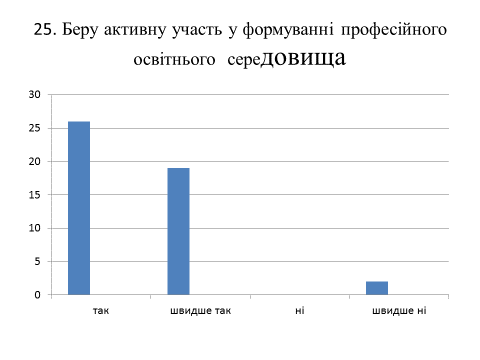 25. Беру активну участь у формуванні професійного
освітнього середовища
30
25
20
15
10
5
0
так швидше так ні швидше ні